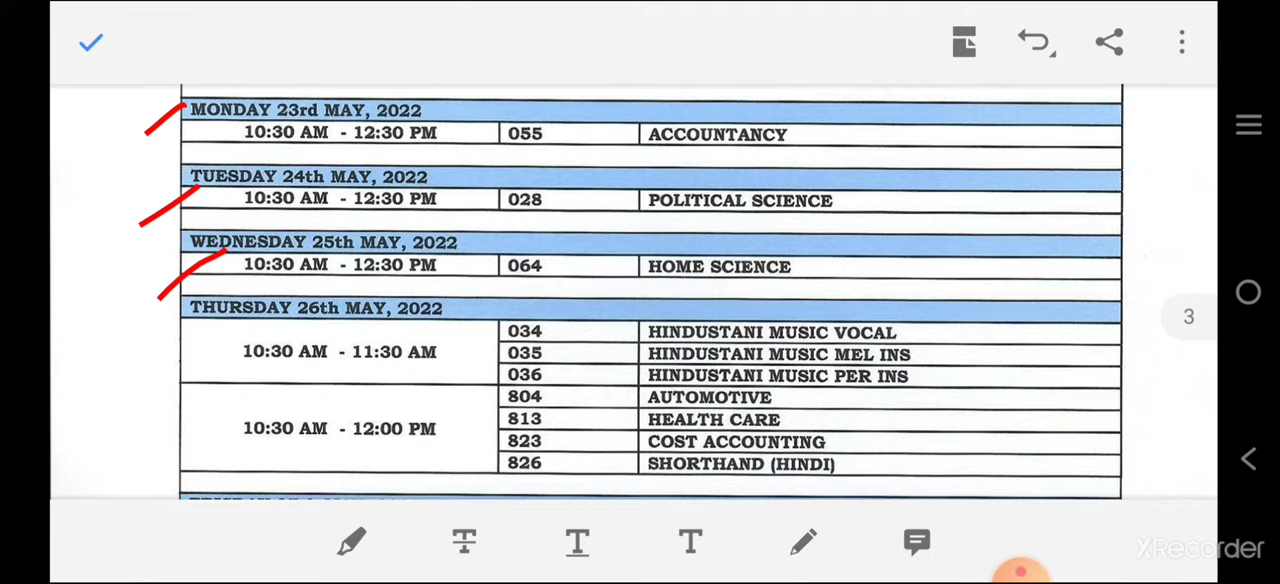 MONDAY 23rd MAY, 2022
10:30 AM - 12:30 PM 055 ACCOUNTANCY
TUESDAY 24th MAY, 2022
10:30 AM - 12:30 PM 028 POLITICAL SCIENCE
WEDNESDAY 25th MAY, 2022
10:30 AM - 12:30 PM 064 HOME SCIENCE
THURSDAY 26th MAY, 2022
10:30 AM - 11:30 AM
034 HINDUSTANI MUSIC VOCAL
035 HINDUSTANI MUSIC MEL INS
036 HINDUSTANI MUSIC PER INS
10:30 AM - 12:00 PM
804 AUTOMOTIVE
813 HEALTH CARE
823 COST ACCOUNTING
826 SHORTHAND (HINDI)
3
T T T
XRecorder